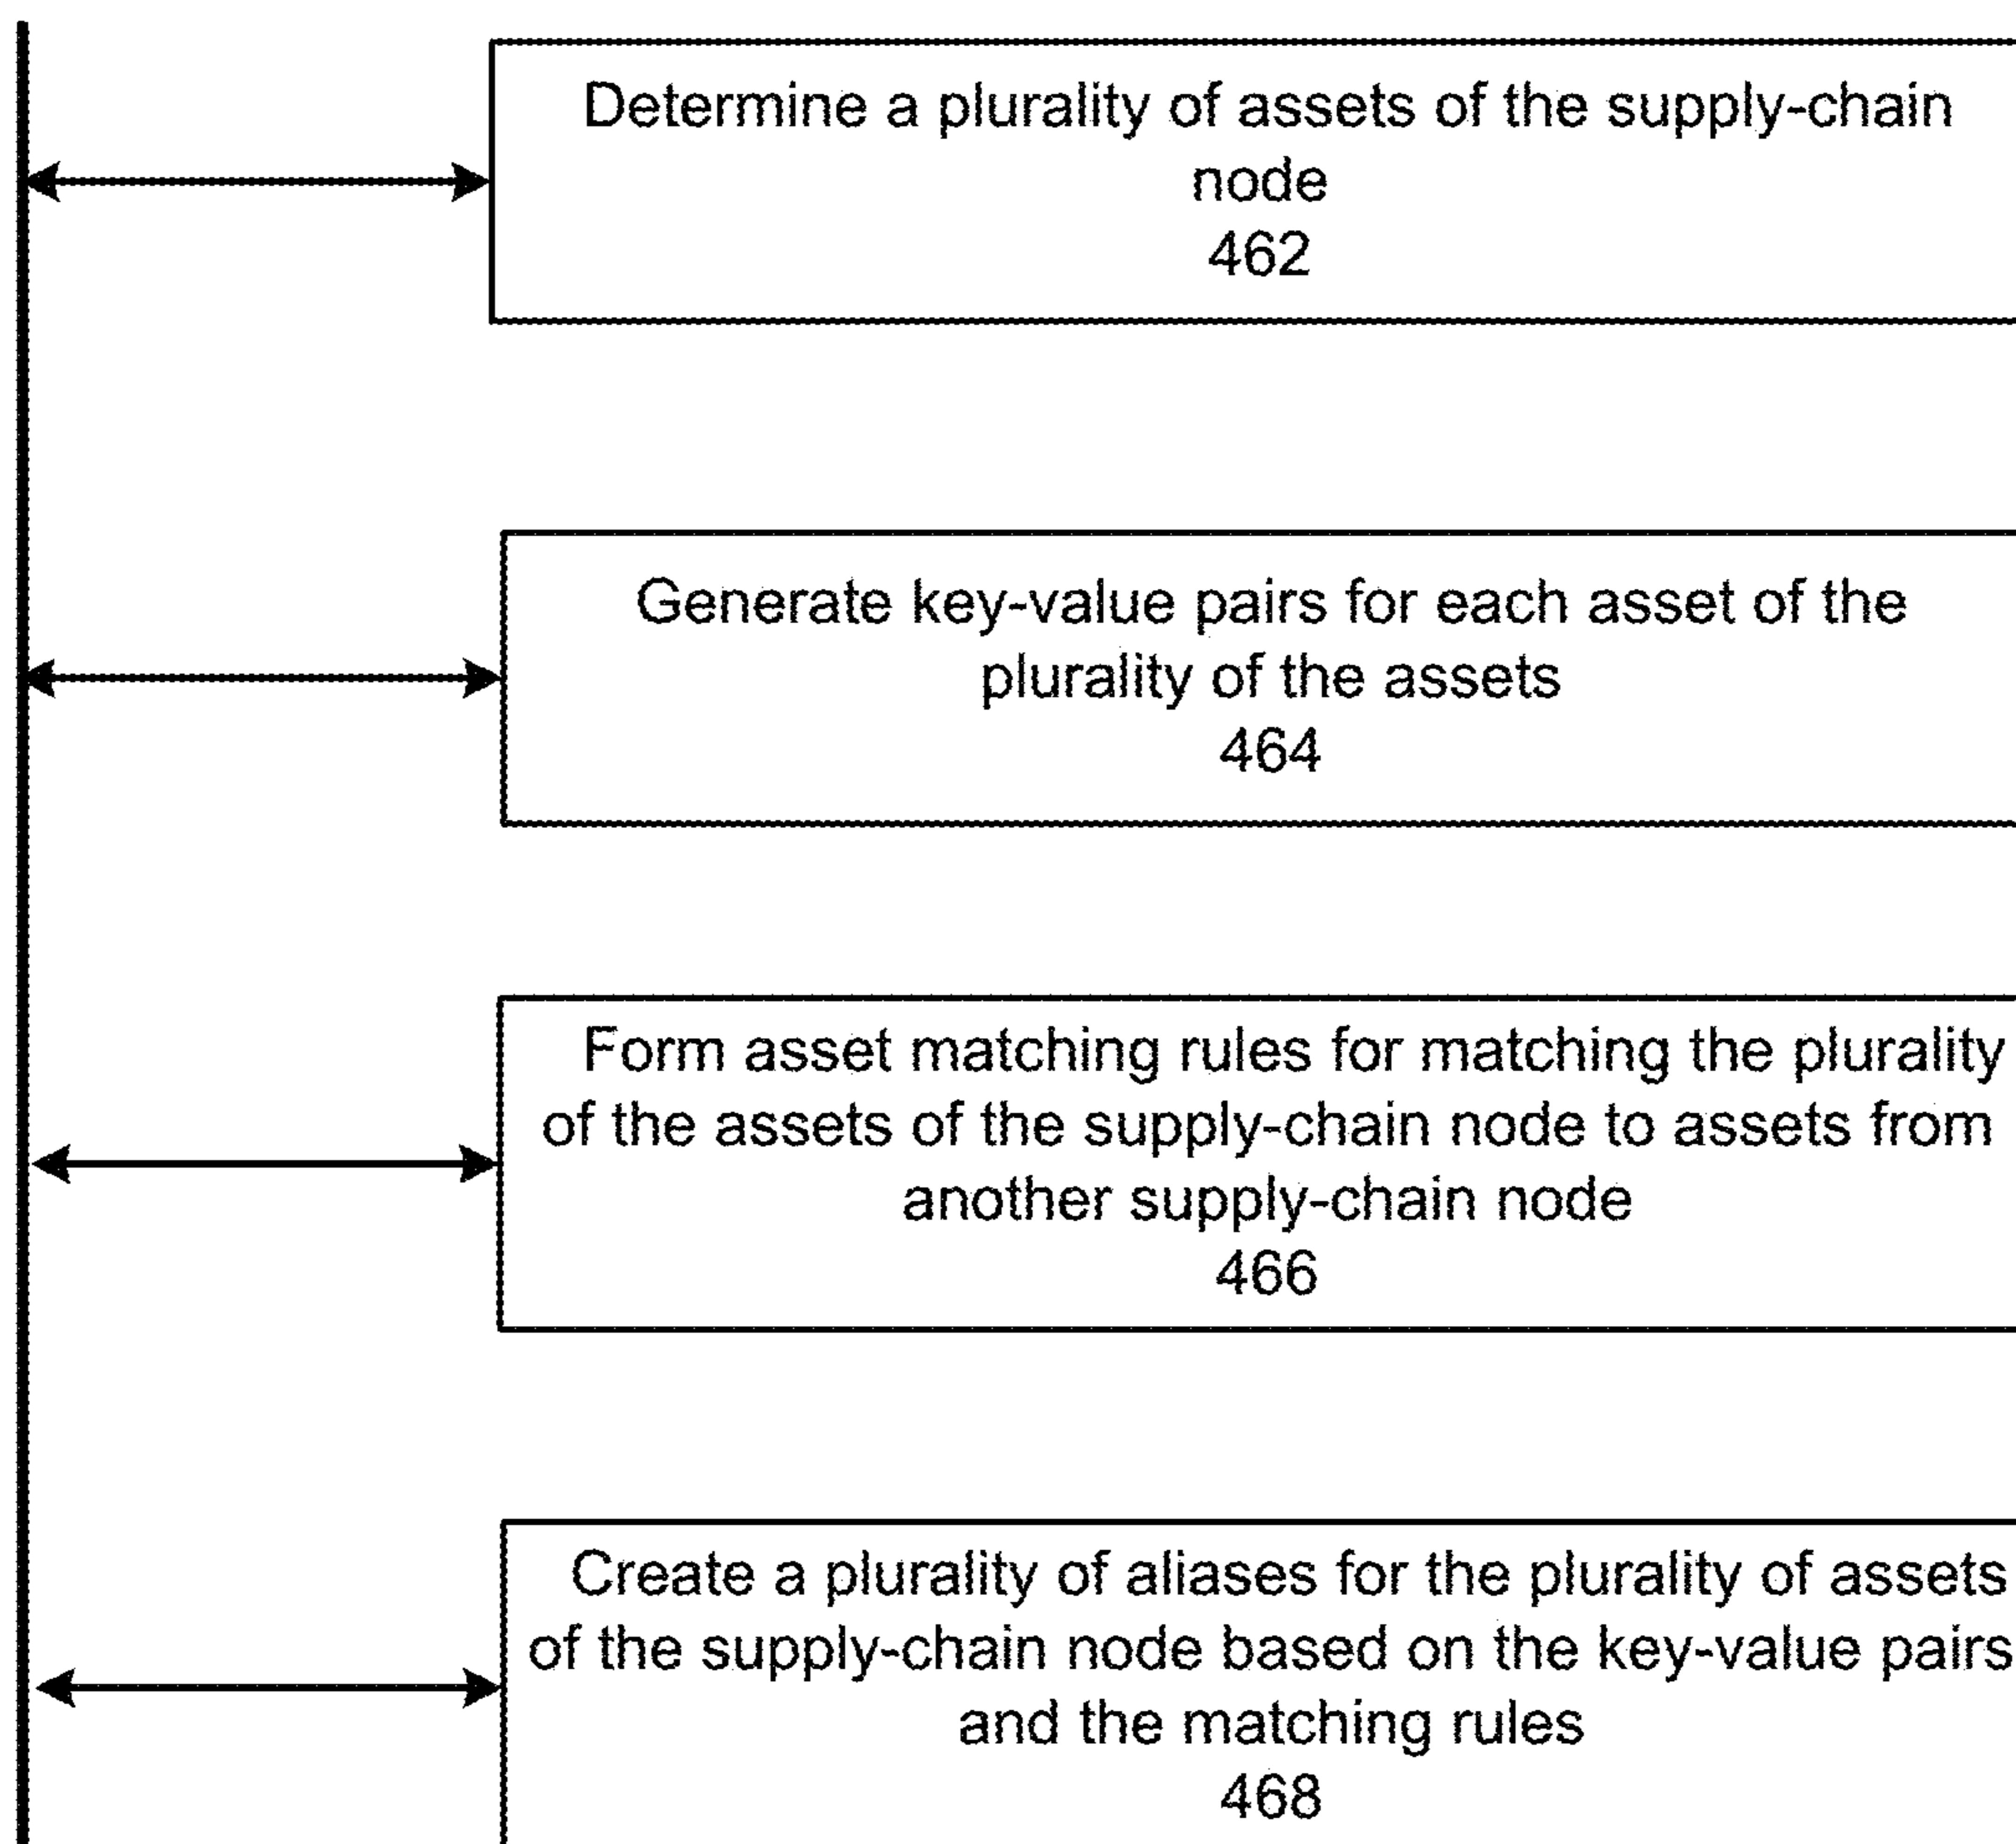 Determine a plurality of assets of the supply-chain
node
462
Generate key-value pairs for each asset of the
plurality of the assets
464
Form asset matching rules for matching the plurality
of the assets of the supply-chain node to assets from
another supply-chain node
466
Create a plurality of aliases for the plurality of assets
of the supply-chain node based on the key-value pairs
and the matching rules
468